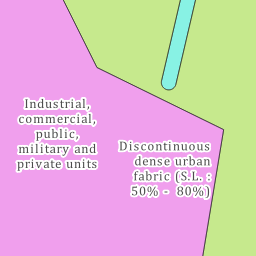 Industrial,
commercial,
public,
military and
private units
Discontinuous
dense urban
fabric (S.L. :
50% -  80%)